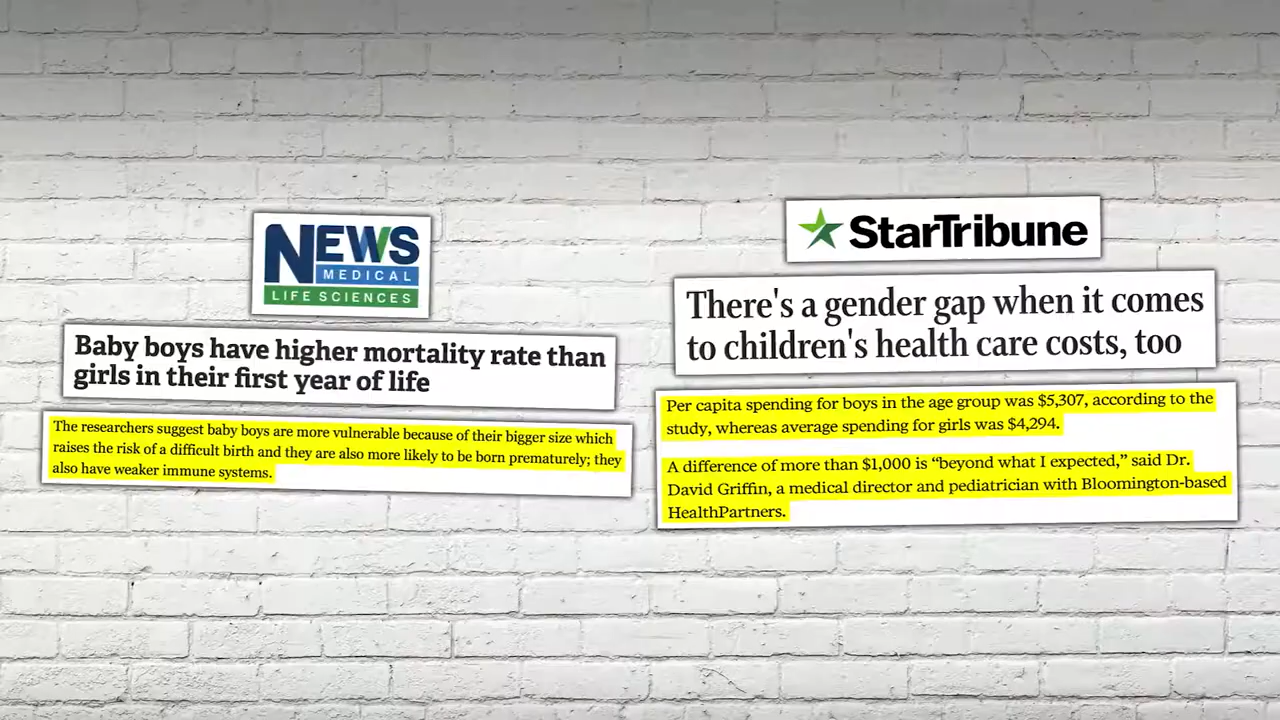 NEWS
MEDICAL
LIFE SCIENCES
Baby boys have higher mortality rate than
girls in their first year of life
The researchers suggest baby boys are more vulnerable because of their bigger size which
raises the risk of a difficult birth and they are also more likely to be born prematurely; they
also have weaker immune systems.
StarTribune
There's a gender gap when it comes
to children's health care costs, too
Per capita spending for boys in the age group was $5,307, according to the
study, whereas average spending for girls was $4,294.
A difference of more than $1,000 is “beyond what I expected,” said Dr.
David Griffin, a medical director and pediatrician with Bloomington-based
HealthPartners.